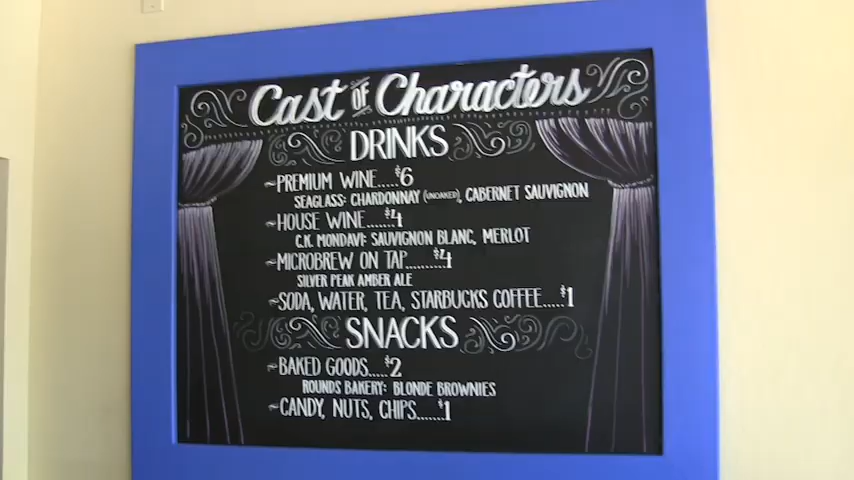 Cast OF Characters
DRINKS
~PREMIUM WINE.....$6
SEAGLASS: CHARDONNAY (UNOAKED), CABERNET SAUVIGNON
~HOUSE WINE.......$4
C.K. MONDAVI: SAUVIGNON BLANC, MERLOT
~MICROBREW ON TAP..........$4
SILVER PEAK AMBER ALE
~SODA, WATER, TEA, STARBUCKS COFFEE.....$1
SNACKS
~BAKED GOODS.....$2
ROUNDS BAKERY: BLONDE BROWNIES
~CANDY, NUTS, CHIPS.......$1